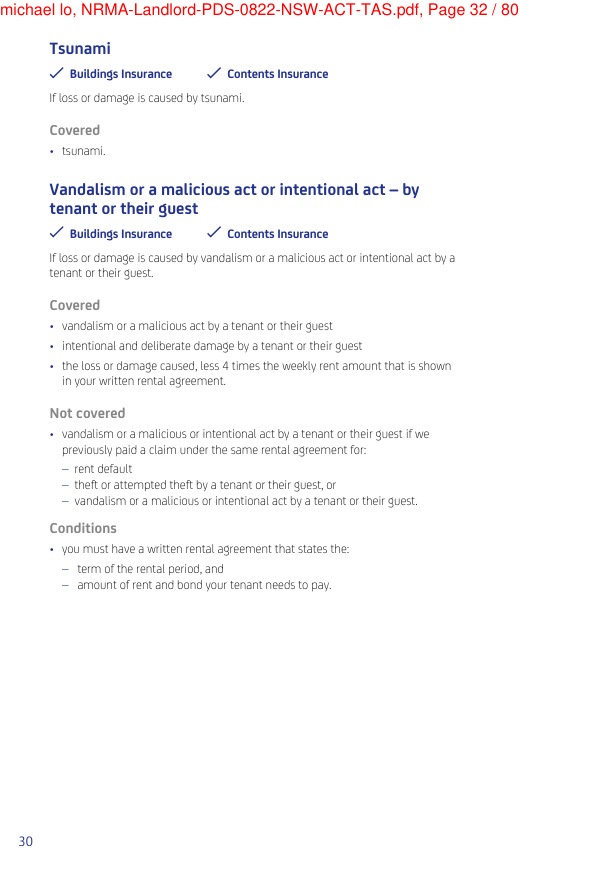 michael lo, NRMA-Landlord-PDS-0822-NSW-ACT-TAS.pdf, Page 32 / 80
Tsunami
✓ Buildings Insurance ✓ Contents Insurance
If loss or damage is caused by tsunami.
Covered
• tsunami.
Vandalism or a malicious act or intentional act – by
tenant or their guest
✓ Buildings Insurance ✓ Contents Insurance
If loss or damage is caused by vandalism or a malicious act or intentional act by a
tenant or their guest.
Covered
• vandalism or a malicious act by a tenant or their guest
• intentional and deliberate damage by a tenant or their guest
• the loss or damage caused, less 4 times the weekly rent amount that is shown
in your written rental agreement.
Not covered
• vandalism or a malicious or intentional act by a tenant or their guest if we
previously paid a claim under the same rental agreement for:
– rent default
– theft or attempted theft by a tenant or their guest, or
– vandalism or a malicious or intentional act by a tenant or their guest.
Conditions
• you must have a written rental agreement that states the:
– term of the rental period, and
– amount of rent and bond your tenant needs to pay.
30